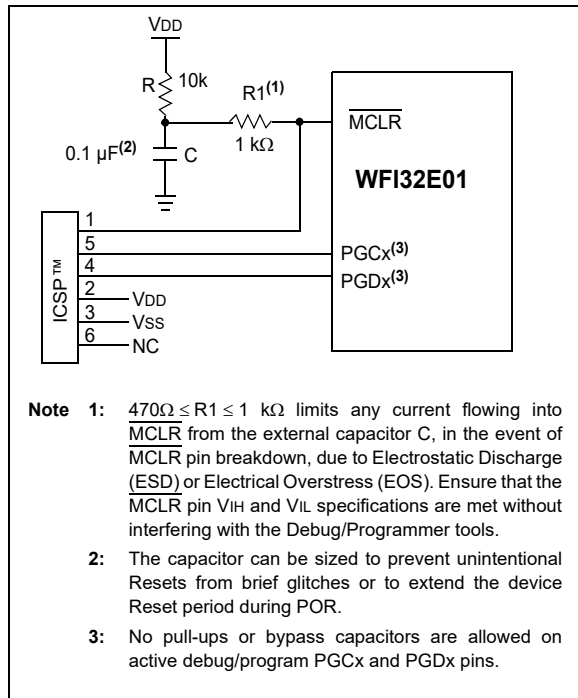 VDD
R 10k
R1(1)
MCLR
0.1 µF(2)
C
1 kΩ
WFI32E01
ICSP™
1
5
PGCx(3)
4
PGDx(3)
2
VDD
3
VSS
6
NC
Note 1: 470Ω ≤ R1 ≤ 1 kΩ limits any current flowing into
MCLR from the external capacitor C, in the event of
MCLR pin breakdown, due to Electrostatic Discharge
(ESD) or Electrical Overstress (EOS). Ensure that the
MCLR pin VIH and VIL specifications are met without
interfering with the Debug/Programmer tools.
2: The capacitor can be sized to prevent unintentional
Resets from brief glitches or to extend the device
Reset period during POR.
3: No pull-ups or bypass capacitors are allowed on
active debug/program PGCx and PGDx pins.